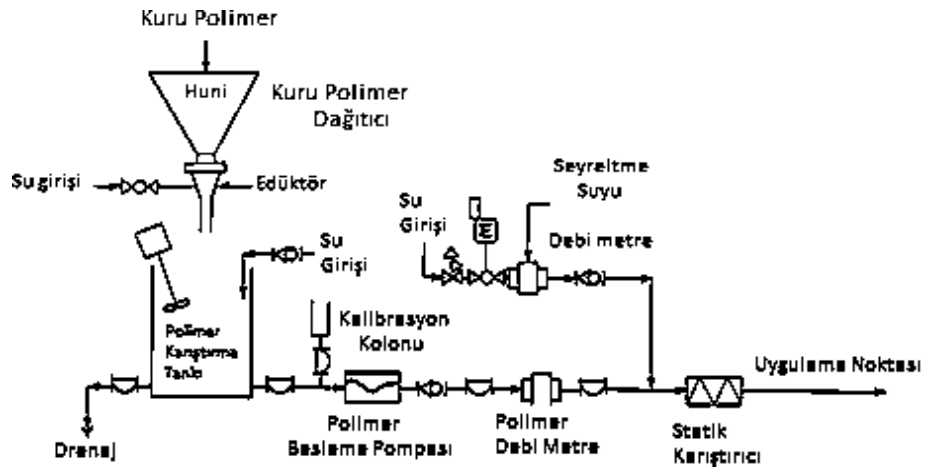 Kuru Polimer
Huni
Kuru Polimer
Dağıtıcı
Su girişi
Edüktör
Seyreltme
Suyu
Su
Girişi
Debi metre
Su
Girişi
Polimer
Karıştırma
Tankı
Kalibrasyon
Kolonu
Uygulama Noktası
Drenaj
Polimer
Besleme Pompası
Polimer
Debi Metre
Statik
Karıştırıcı